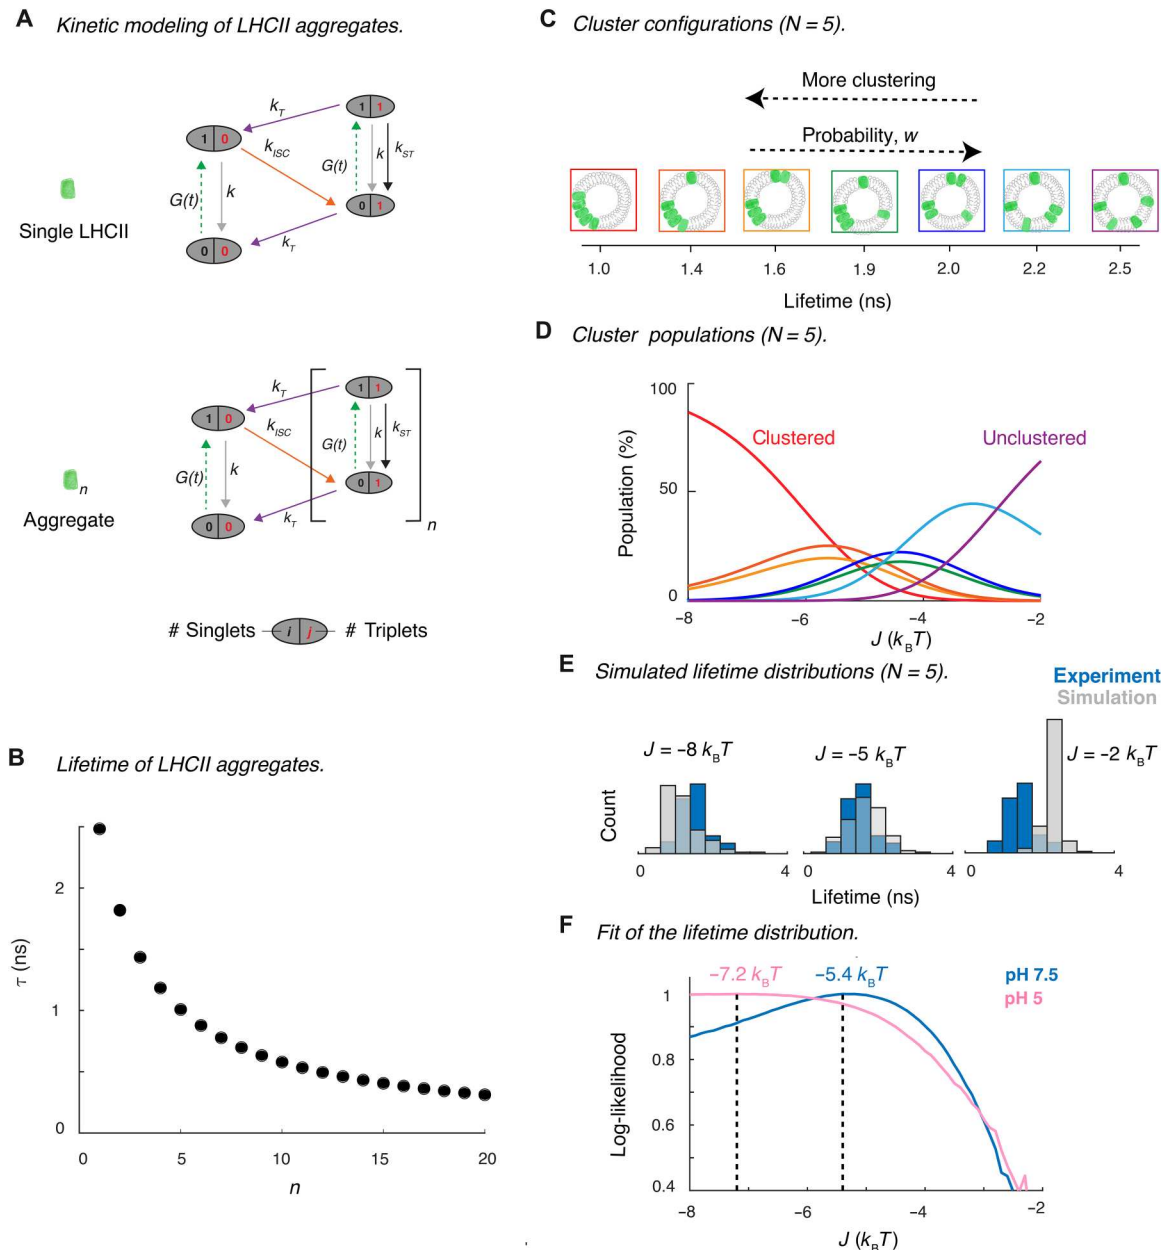 A Kinetic modeling of LHCII aggregates.
k_T
1 1
1 0
k_ISC
G(t)
k
k_ST
G(t)
k
0 1
Single LHCII
k_T
0 0
k_T
1 1
1 0
k_ISC
G(t)
k
k_ST
G(t)
k
0 1
n
Aggregate
k_T
0 0
n
# Singlets i j # Triplets
B Lifetime of LHCII aggregates.
τ (ns)
2
1
0
0 5 10 15 20
n
C Cluster configurations (N = 5).
More clustering
Probability, w
1.0 1.4 1.6 1.9 2.0 2.2 2.5
Lifetime (ns)
D Cluster populations (N = 5).
100
50
0
Population (%)
Clustered
Unclustered
−8 −6 −4 −2
J (k_BT)
E Simulated lifetime distributions (N = 5).
Experiment
Simulation
J = −8 k_BT
J = −5 k_BT
J = −2 k_BT
Count
0 4 0 4 0 4
Lifetime (ns)
F Fit of the lifetime distribution.
−7.2 k_BT
−5.4 k_BT
pH 7.5
pH 5
1
0.8
0.6
0.4
Log-likelihood
−8 −6 −4 −2
J (k_BT)